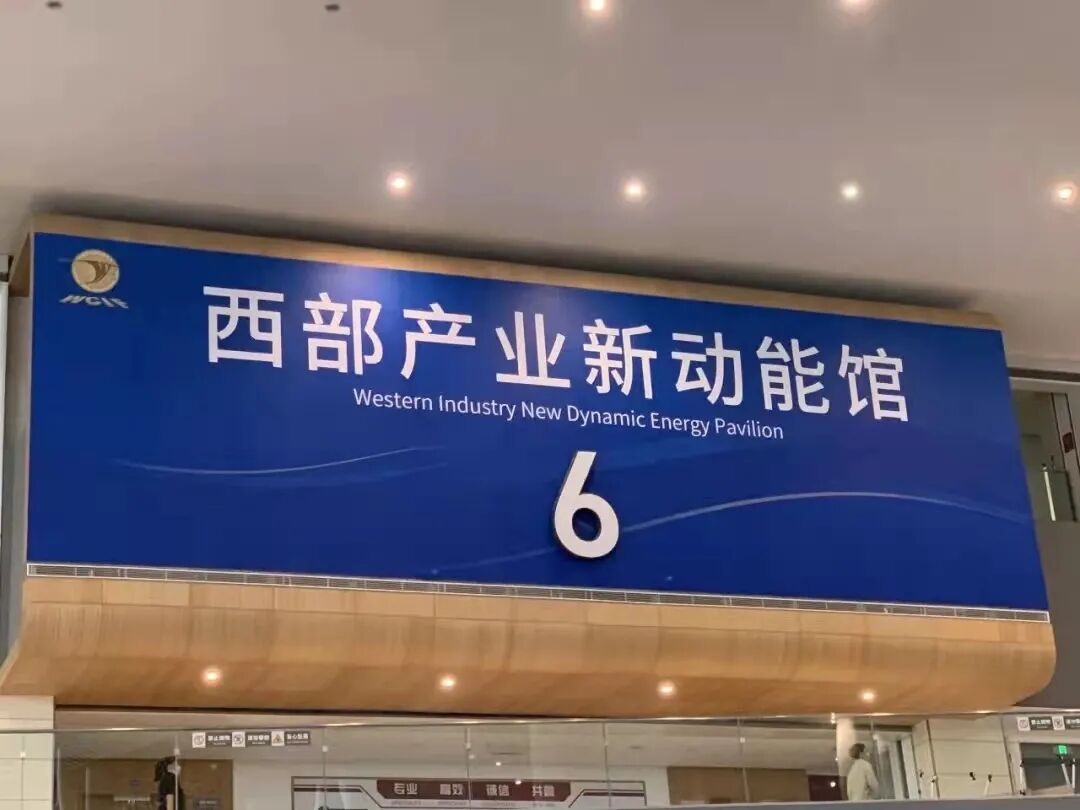 WCIF
西部产业新动能馆
Western Industry New Dynamic Energy Pavilion
6
专业 高效 诚信 共赢